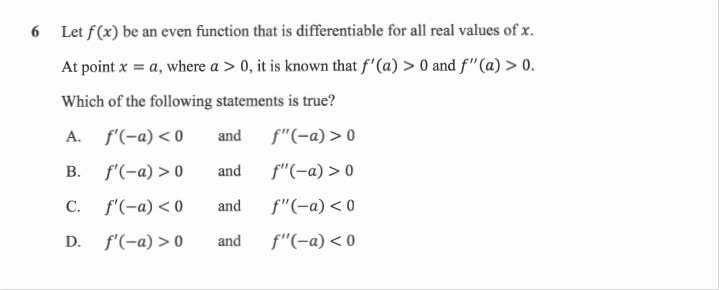 6 Let f(x) be an even function that is differentiable for all real values of x.
At point x = a, where a > 0, it is known that f′(a) > 0 and f″(a) > 0.
Which of the following statements is true?
A. f′(−a) < 0 and f″(−a) > 0
B. f′(−a) > 0 and f″(−a) > 0
C. f′(−a) < 0 and f″(−a) < 0
D. f′(−a) > 0 and f″(−a) < 0